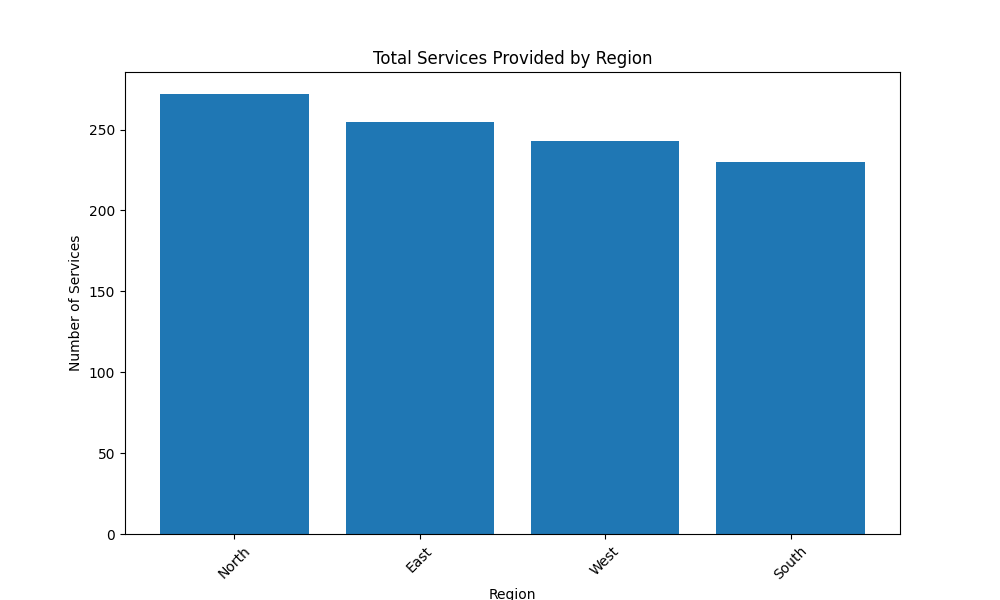 Total Services Provided by Region
Number of Services
250
200
150
100
50
0
North
East
West
South
Region